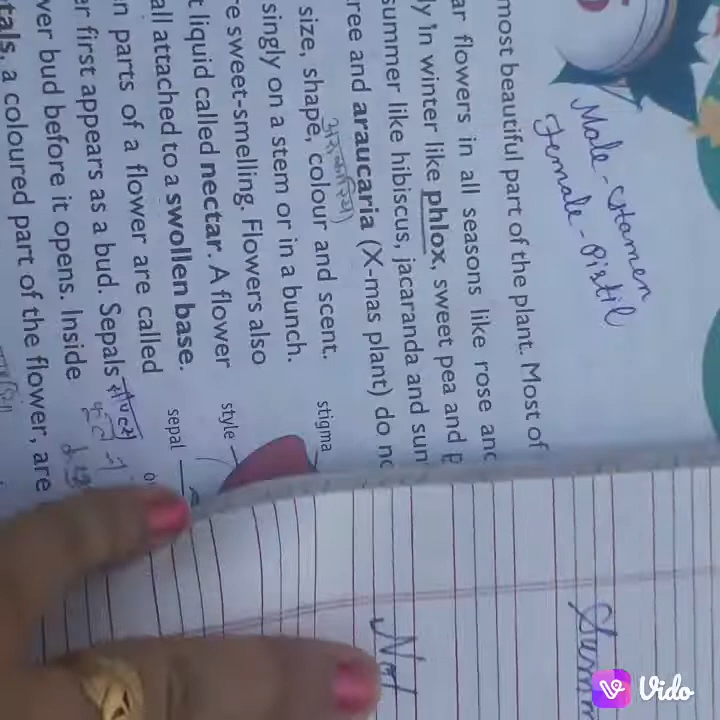 Male - Stamen
Female - Pistil
most beautiful part of the plant. Most of
ar flowers in all seasons like rose and
ly in winter like phlox, sweet pea and p
summer like hibiscus, jacaranda and sun
ree and araucaria (X-mas plant) do no
size, shape, colour and scent.
singly on a stem or in a bunch.
re sweet-smelling. Flowers also
t liquid called nectar. A flower
all attached to a swollen base.
n parts of a flower are called
er first appears as a bud. Sepals
ver bud before it opens. Inside
tals, a coloured part of the flower, are
stigma
style
sepal
Not
Summ
Vido